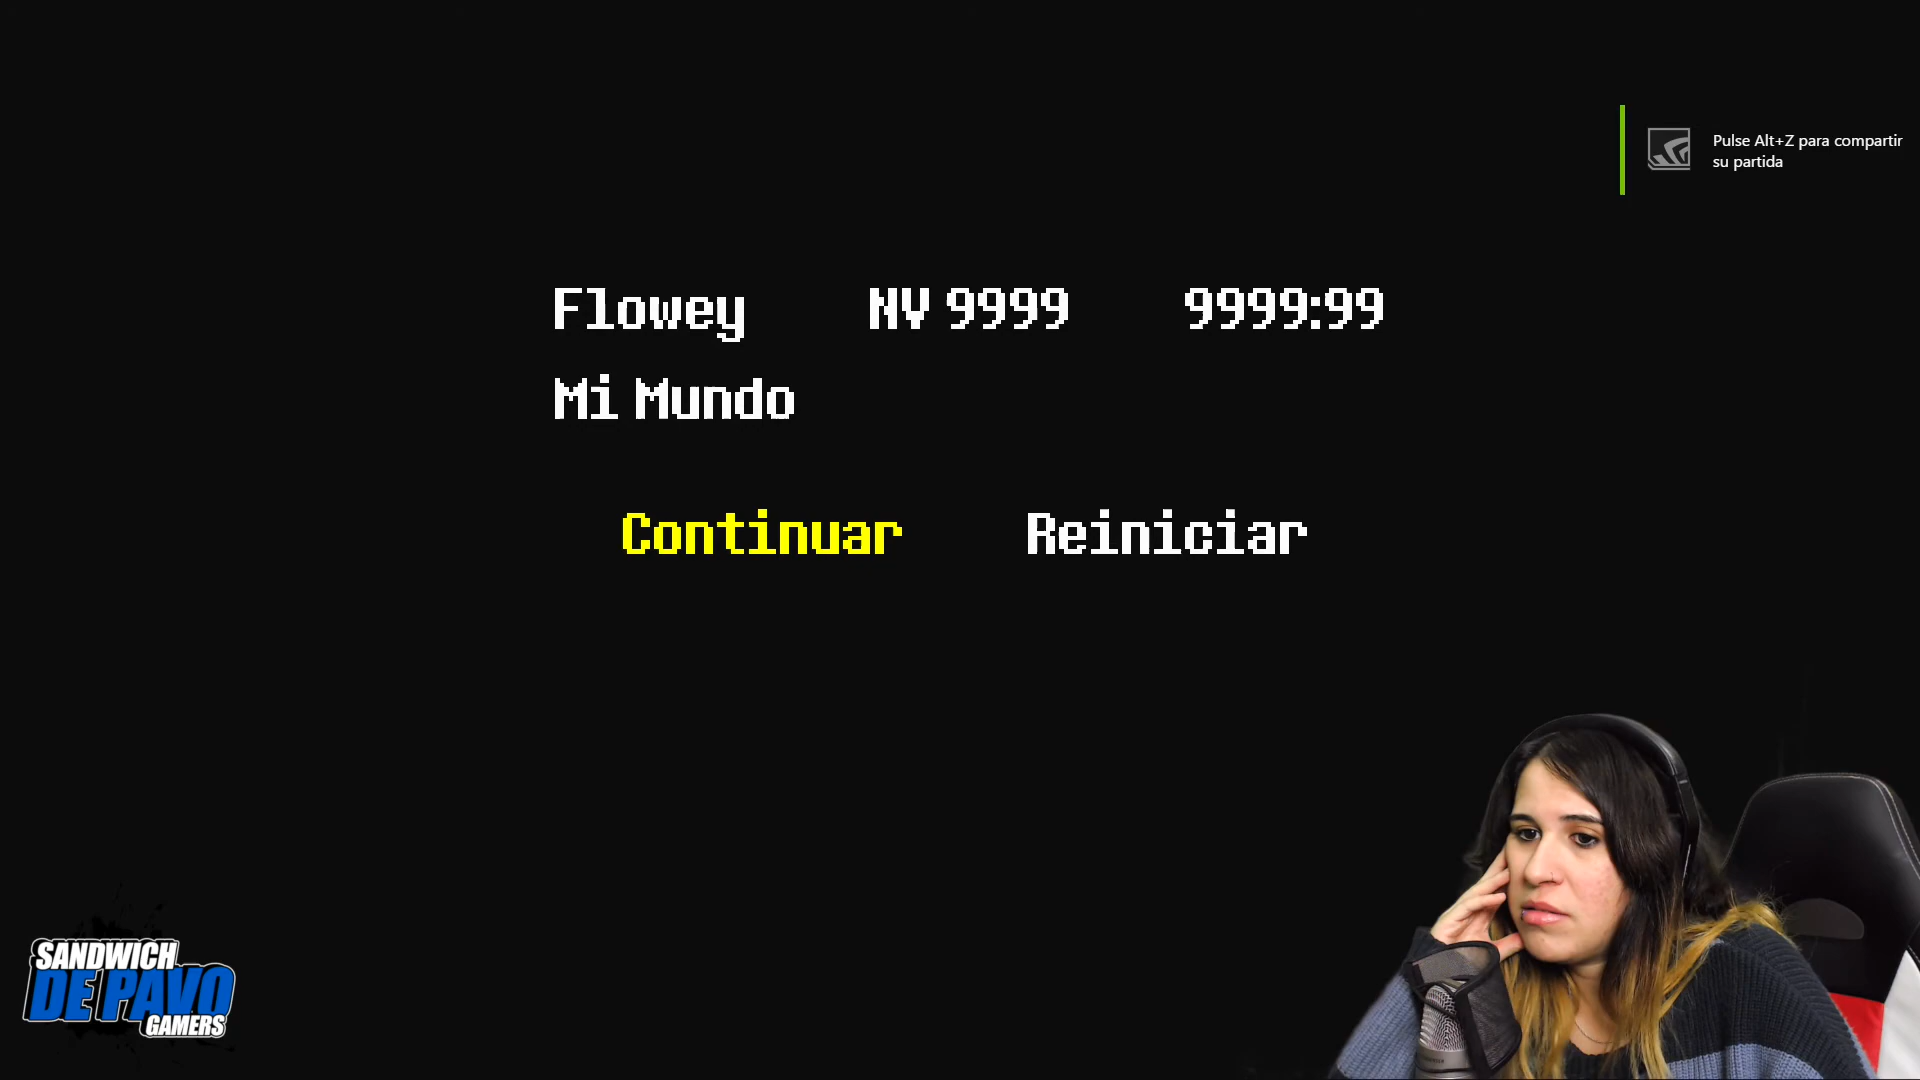 Pulse Alt+Z para compartir
su partida
Flowey NV 9999 9999:99
Mi Mundo
Continuar Reiniciar
SANDWICH
DE PAVO
GAMERS